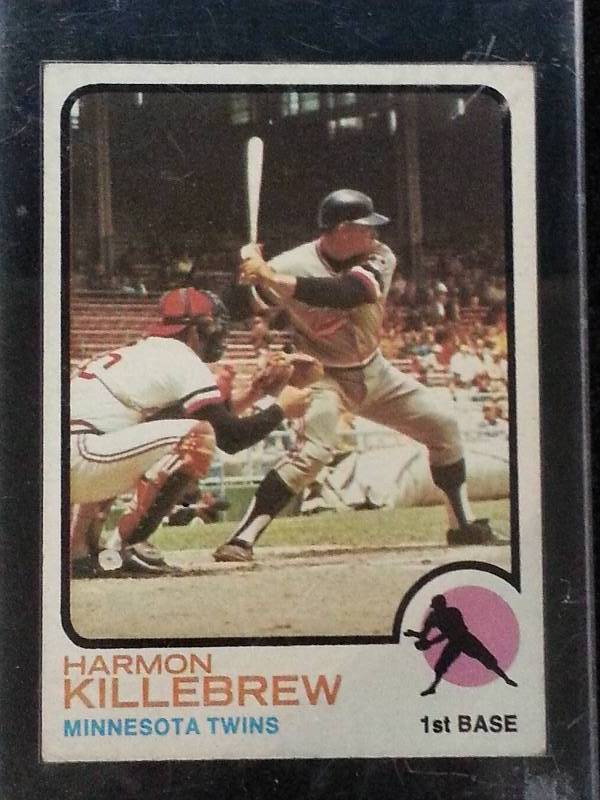 HARMON
KILLEBREW
MINNESOTA TWINS
1st BASE